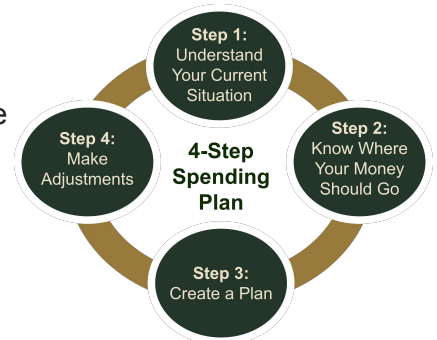 Step 1:
Understand
Your Current
Situation
e
Step 2:
Know Where
Your Money
Should Go
4-Step
Spending
Plan
Step 4:
Make
Adjustments
Step 3:
Create a Plan